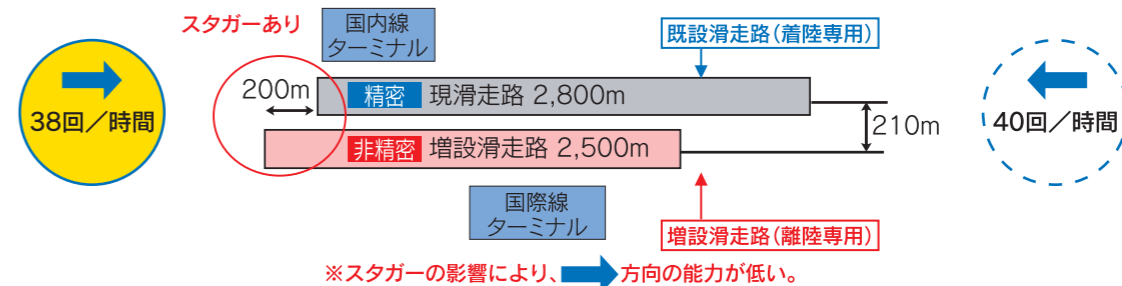 スタガーあり
国内線
ターミナル
既設滑走路(着陸専用)
38回/時間
200m
精密 現滑走路 2,800m
210m
40回/時間
非精密 増設滑走路 2,500m
国際線
ターミナル
増設滑走路(離陸専用)
※スタガーの影響により、 方向の能力が低い。